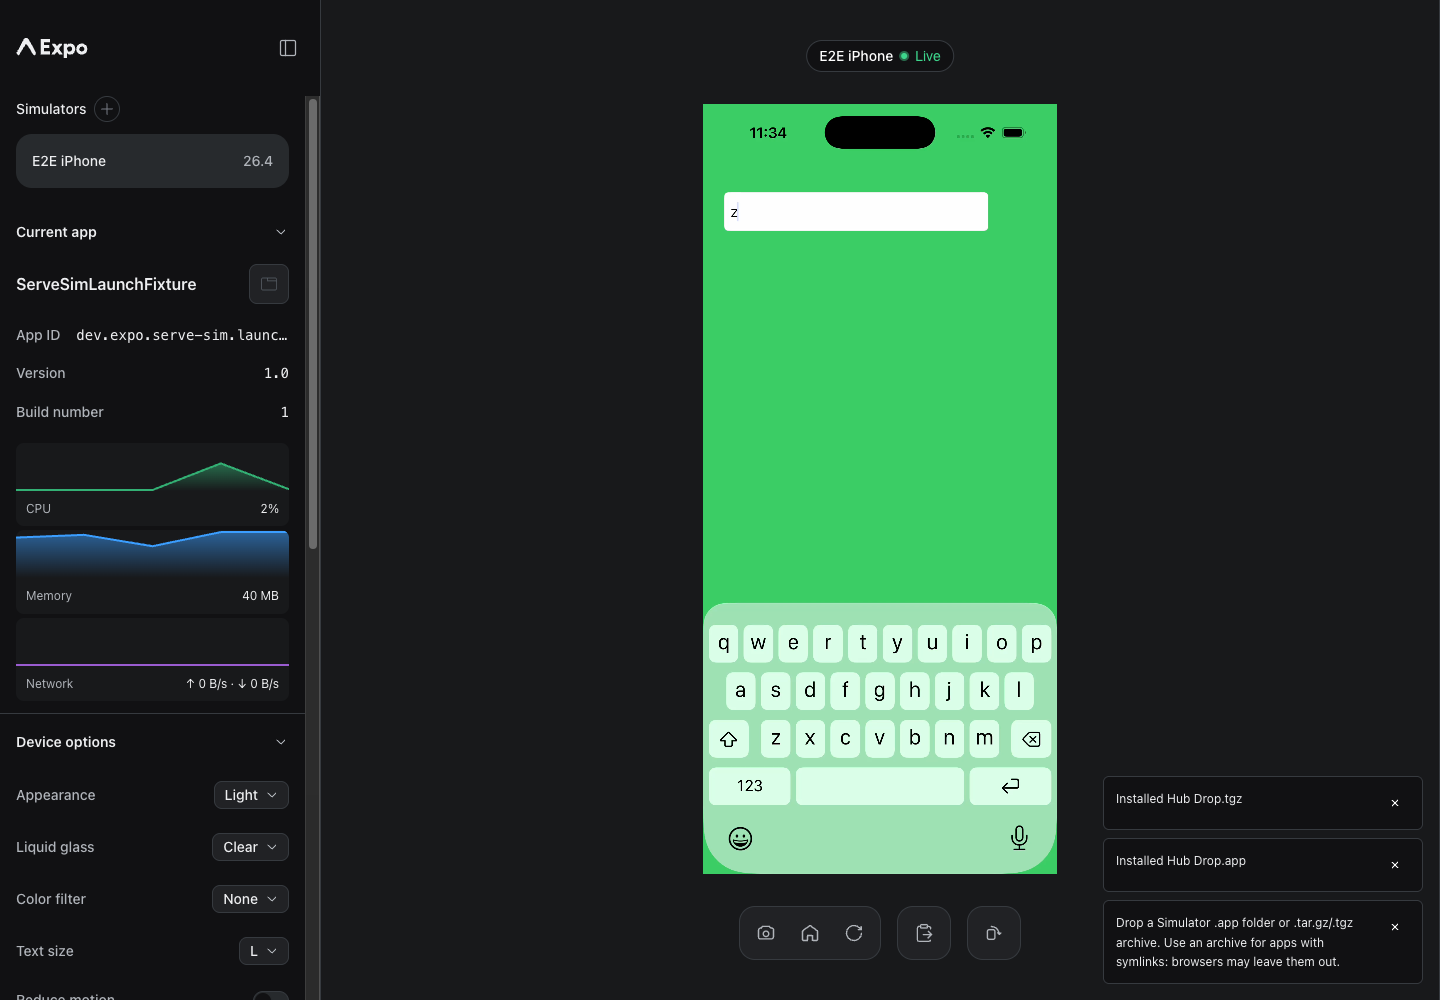 Expo
Simulators
E2E iPhone 26.4
Current app
ServeSimLaunchFixture
App ID dev.expo.serve-sim.launc…
Version 1.0
Build number 1
CPU 2%
Memory 40 MB
Network ↑ 0 B/s · ↓ 0 B/s
Device options
Appearance Light
Liquid glass Clear
Color filter None
Text size L
Reduce motion
E2E iPhone Live
11:34
z
q w e r t y u i o p
a s d f g h j k l
z x c v b n m
123
Installed Hub Drop.tgz ×
Installed Hub Drop.app ×
Drop a Simulator .app folder or .tar.gz/.tgz ×
archive. Use an archive for apps with
symlinks: browsers may leave them out.